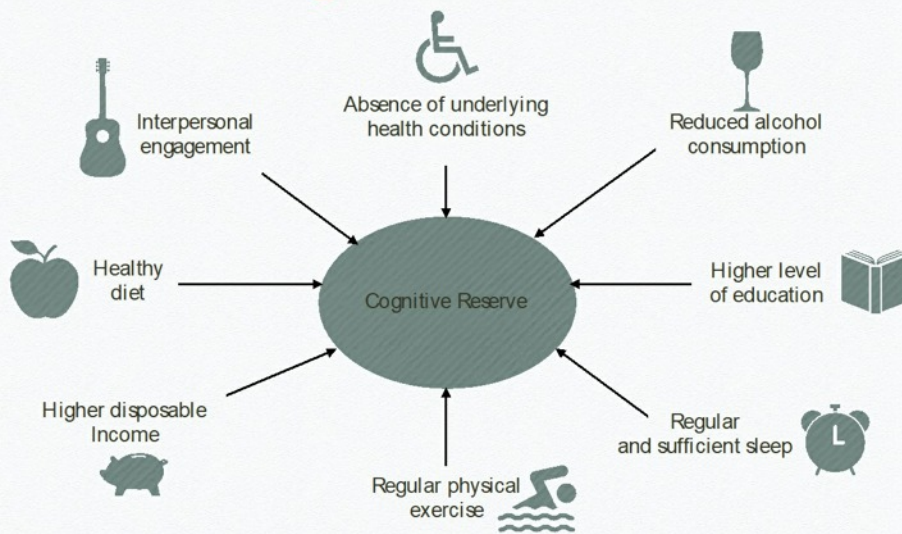 Absence of underlying
health conditions
Interpersonal
engagement
Reduced alcohol
consumption
Healthy
diet
Cognitive Reserve
Higher level
of education
Higher disposable
Income
Regular
and sufficient sleep
Regular physical
exercise